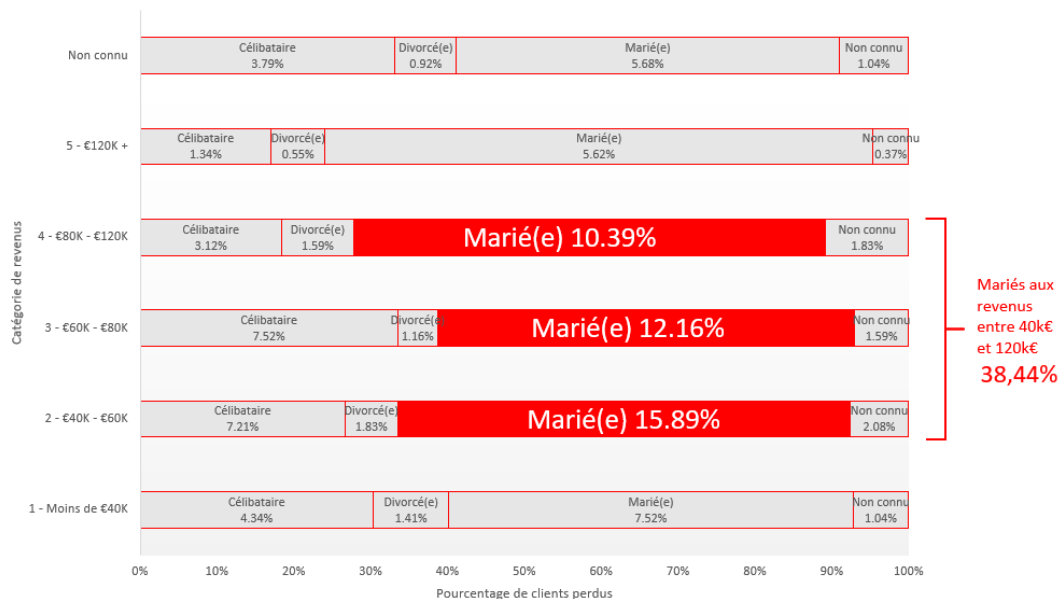 Catégorie de revenus
Non connu
Célibataire
3.79%
Divorcé(e)
0.92%
Marié(e)
5.68%
Non connu
1.04%
5 - €120K +
Célibataire
1.34%
Divorcé(e)
0.55%
Marié(e)
5.62%
Non connu
0.37%
4 - €80K - €120K
Célibataire
3.12%
Divorcé(e)
1.59%
Marié(e) 10.39%
Non connu
1.83%
3 - €60K - €80K
Célibataire
7.52%
Divorcé(e)
1.16%
Marié(e) 12.16%
Non connu
1.59%
2 - €40K - €60K
Célibataire
7.21%
Divorcé(e)
1.83%
Marié(e) 15.89%
Non connu
2.08%
1 - Moins de €40K
Célibataire
4.34%
Divorcé(e)
1.41%
Marié(e)
7.52%
Non connu
1.04%
0% 10% 20% 30% 40% 50% 60% 70% 80% 90% 100%
Pourcentage de clients perdus
Mariés aux
revenus
entre 40k€
et 120k€
38,44%